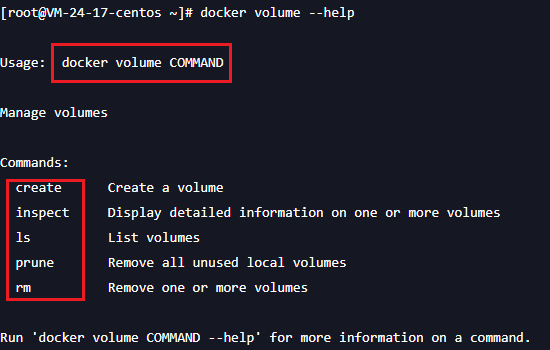 [root@VM-24-17-centos ~]# docker volume --help
Usage:  docker volume COMMAND
Manage volumes
Commands:
  create      Create a volume
  inspect     Display detailed information on one or more volumes
  ls          List volumes
  prune       Remove all unused local volumes
  rm          Remove one or more volumes
Run 'docker volume COMMAND --help' for more information on a command.